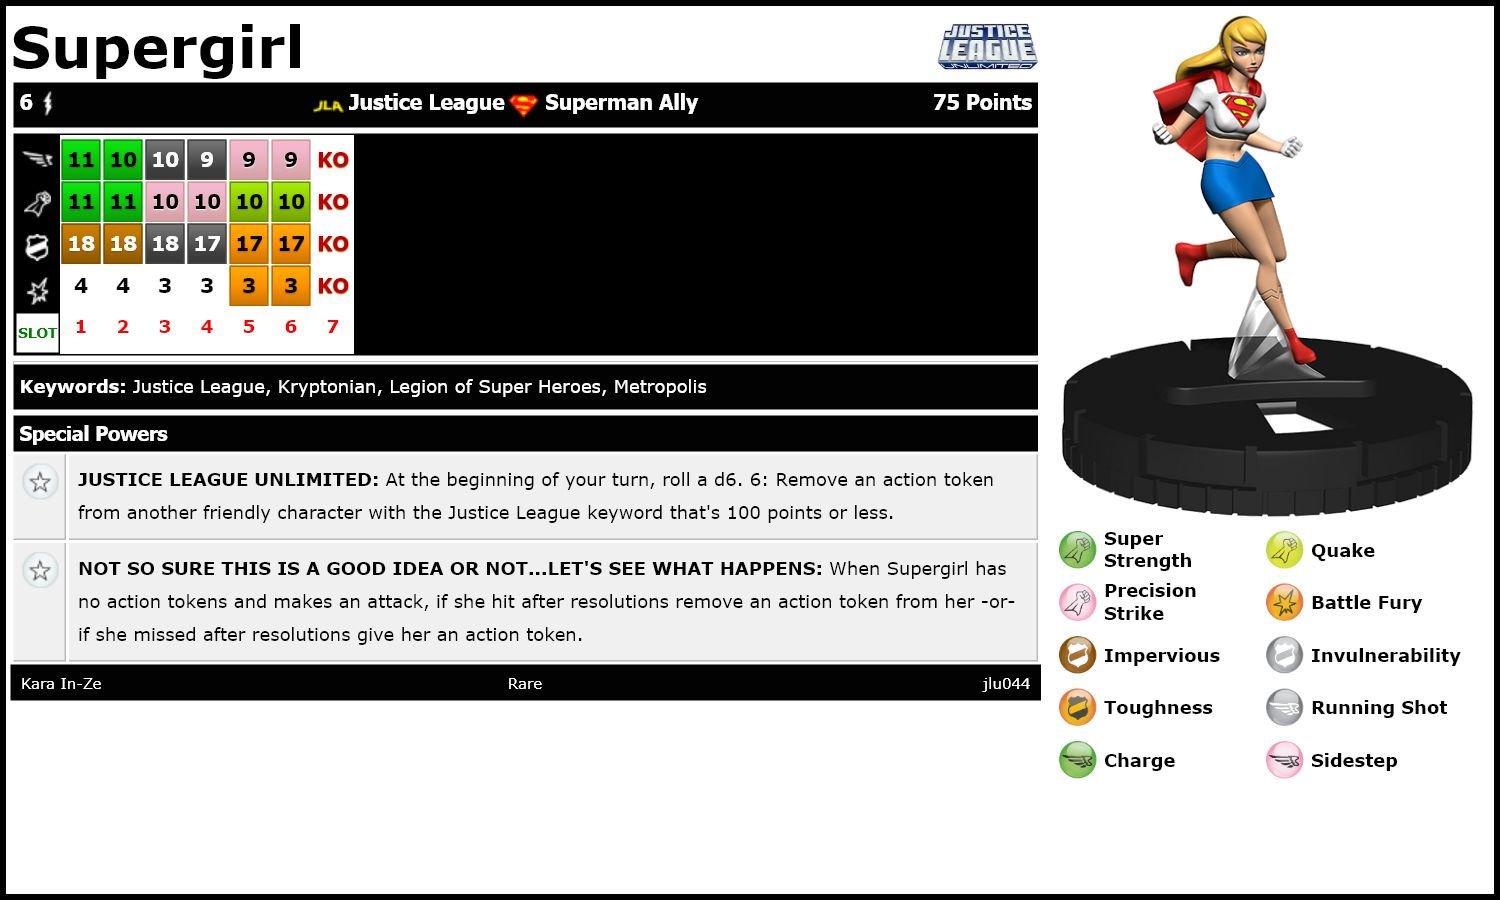 Supergirl
JUSTICE
LEAGUE
UNLIMITED
6 JLA Justice League Superman Ally 75 Points
11 10 10 9 9 9 KO
11 11 10 10 10 10 KO
18 18 18 17 17 17 KO
4 4 3 3 3 3 KO
SLOT 1 2 3 4 5 6 7
Keywords: Justice League, Kryptonian, Legion of Super Heroes, Metropolis
Special Powers
JUSTICE LEAGUE UNLIMITED: At the beginning of your turn, roll a d6. 6: Remove an action token
from another friendly character with the Justice League keyword that's 100 points or less.
NOT SO SURE THIS IS A GOOD IDEA OR NOT...LET'S SEE WHAT HAPPENS: When Supergirl has
no action tokens and makes an attack, if she hit after resolutions remove an action token from her -or-
if she missed after resolutions give her an action token.
Kara In-Ze Rare jlu044
Super
Strength
Quake
Precision
Strike
Battle Fury
Impervious
Invulnerability
Toughness
Running Shot
Charge
Sidestep